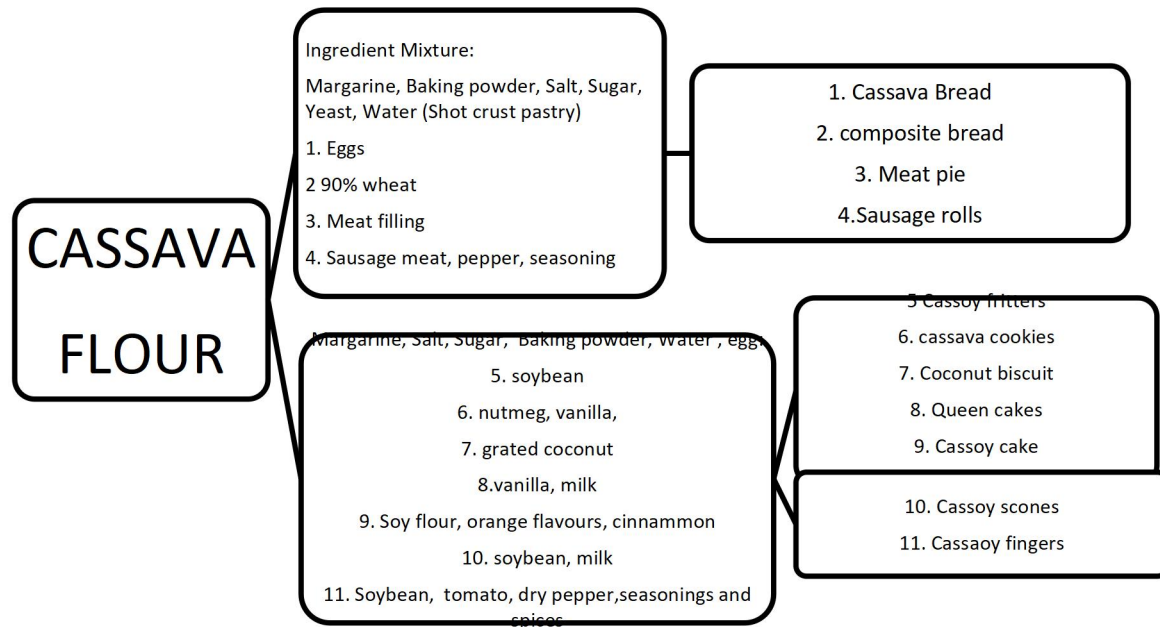 CASSAVA
FLOUR
Ingredient Mixture:
Margarine, Baking powder, Salt, Sugar,
Yeast, Water (Shot crust pastry)
1. Eggs
2 90% wheat
3. Meat filling
4. Sausage meat, pepper, seasoning
1. Cassava Bread
2. composite bread
3. Meat pie
4.Sausage rolls
Margarine, Salt, Sugar, Baking powder, Water , eggs
5. soybean
6. nutmeg, vanilla,
7. grated coconut
8.vanilla, milk
9. Soy flour, orange flavours, cinnammon
10. soybean, milk
11. Soybean, tomato, dry pepper,seasonings and
spices
5 Cassoy fritters
6. cassava cookies
7. Coconut biscuit
8. Queen cakes
9. Cassoy cake
10. Cassoy scones
11. Cassaoy fingers